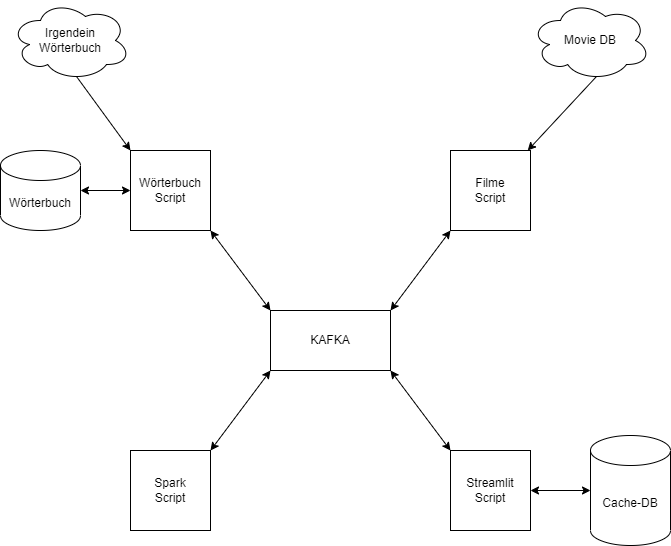 Irgendein
Wörterbuch
Movie DB
Wörterbuch
Wörterbuch
Script
Filme
Script
KAFKA
Spark
Script
Streamlit
Script
Cache-DB